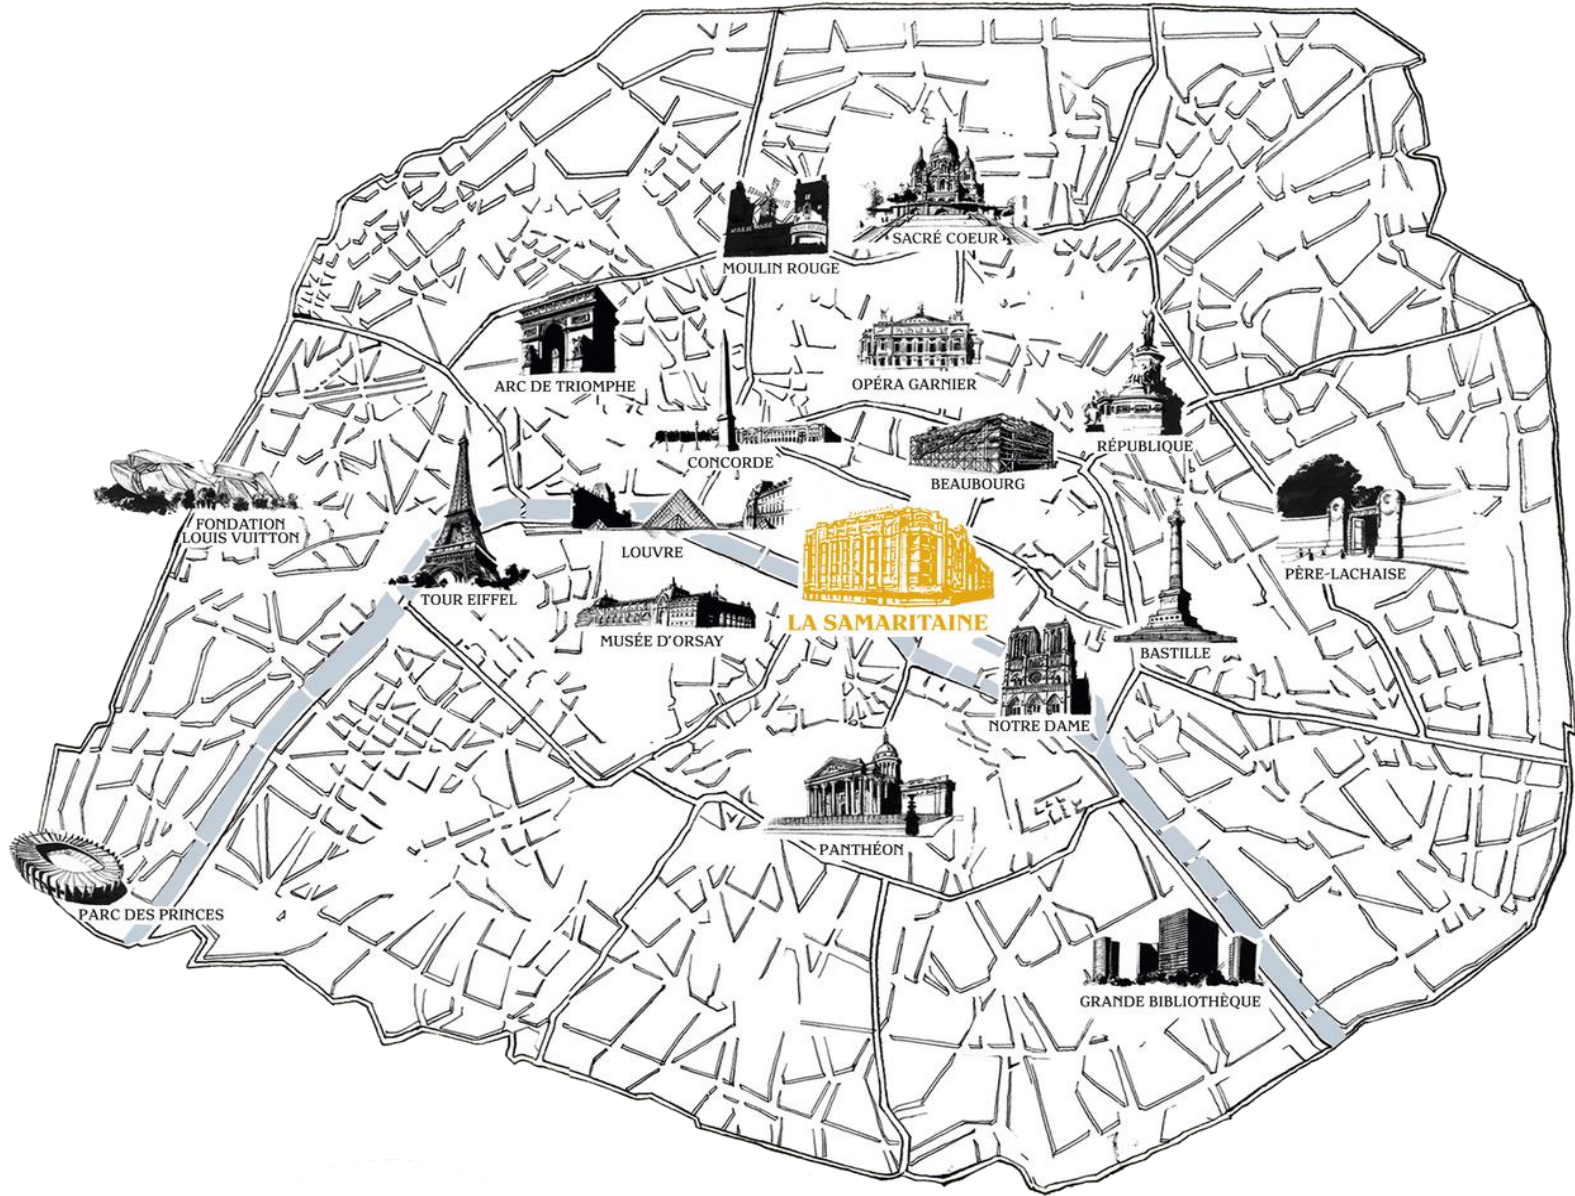 SACRÉ COEUR
MOULIN ROUGE
ARC DE TRIOMPHE
OPÉRA GARNIER
RÉPUBLIQUE
CONCORDE
BEAUBOURG
FONDATION
LOUIS VUITTON
LOUVRE
PÈRE-LACHAISE
TOUR EIFFEL
LA SAMARITAINE
MUSÉE D'ORSAY
BASTILLE
NOTRE DAME
PANTHÉON
PARC DES PRINCES
GRANDE BIBLIOTHÈQUE